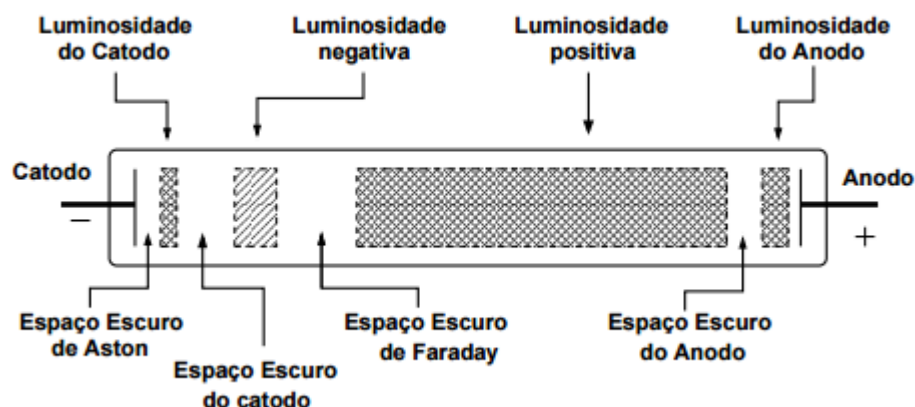 Luminosidade
do Catodo
Luminosidade
negativa
Luminosidade
positiva
Luminosidade
do Anodo
Catodo
−
Anodo
+
Espaço Escuro
de Aston
Espaço Escuro
do catodo
Espaço Escuro
de Faraday
Espaço Escuro
do Anodo